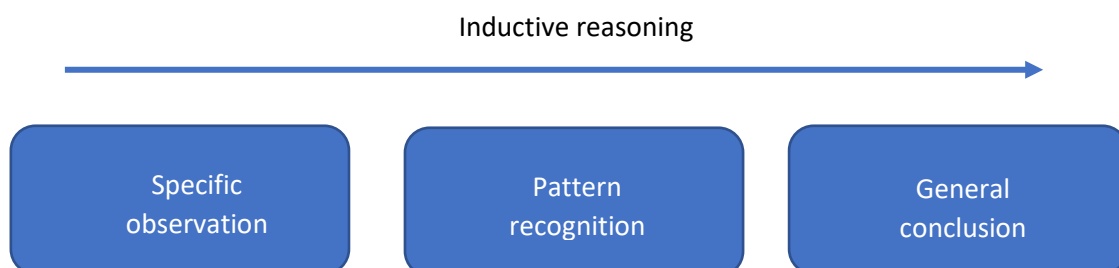 Inductive reasoning
Specific
observation
Pattern
recognition
General
conclusion